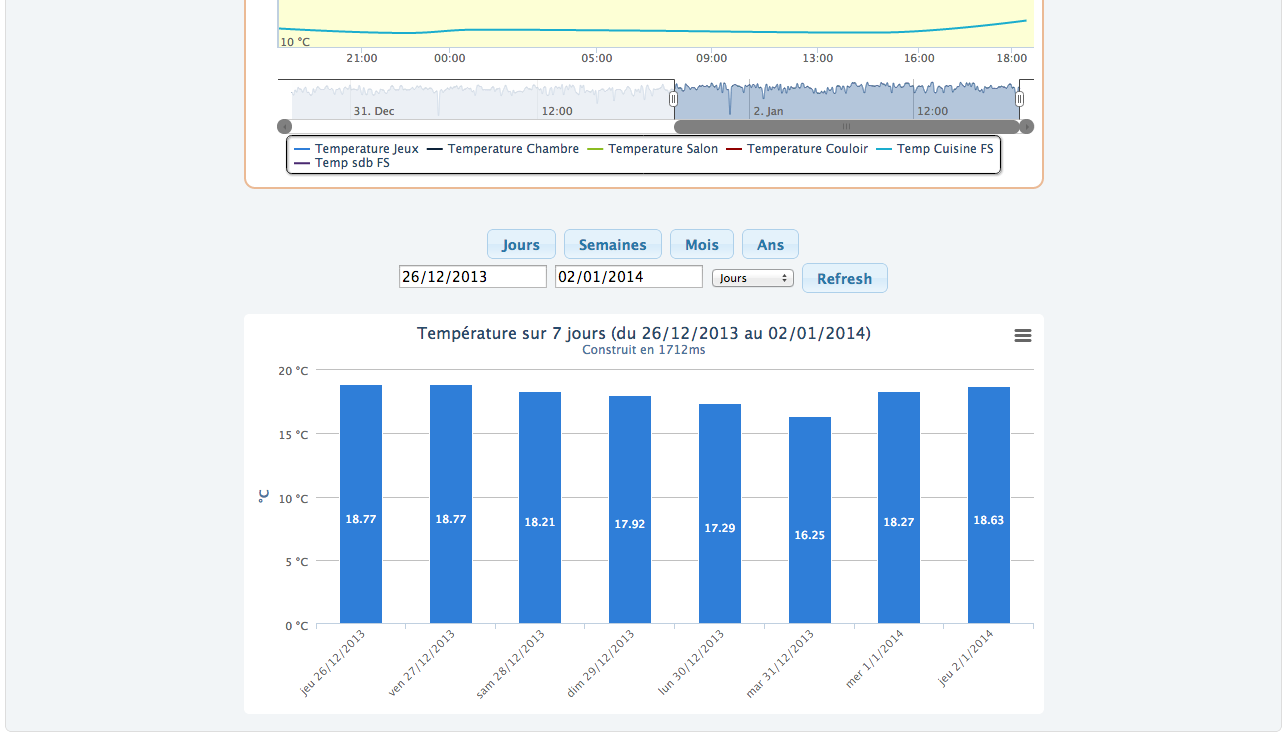 10 °C
21:00 00:00 05:00 09:00 13:00 16:00 18:00
31. Dec 12:00 2. Jan 12:00
Temperature Jeux Temperature Chambre Temperature Salon Temperature Couloir Temp Cuisine FS
Temp sdb FS
Jours Semaines Mois Ans
26/12/2013 02/01/2014 Jours Refresh
Température sur 7 jours (du 26/12/2013 au 02/01/2014)
Construit en 1712ms
20 °C
15 °C
10 °C
5 °C
0 °C
°C
18.77 18.77 18.21 17.92 17.29 16.25 18.27 18.63
jeu 26/12/2013 ven 27/12/2013 sam 28/12/2013 dim 29/12/2013 lun 30/12/2013 mar 31/12/2013 mer 1/1/2014 jeu 2/1/2014